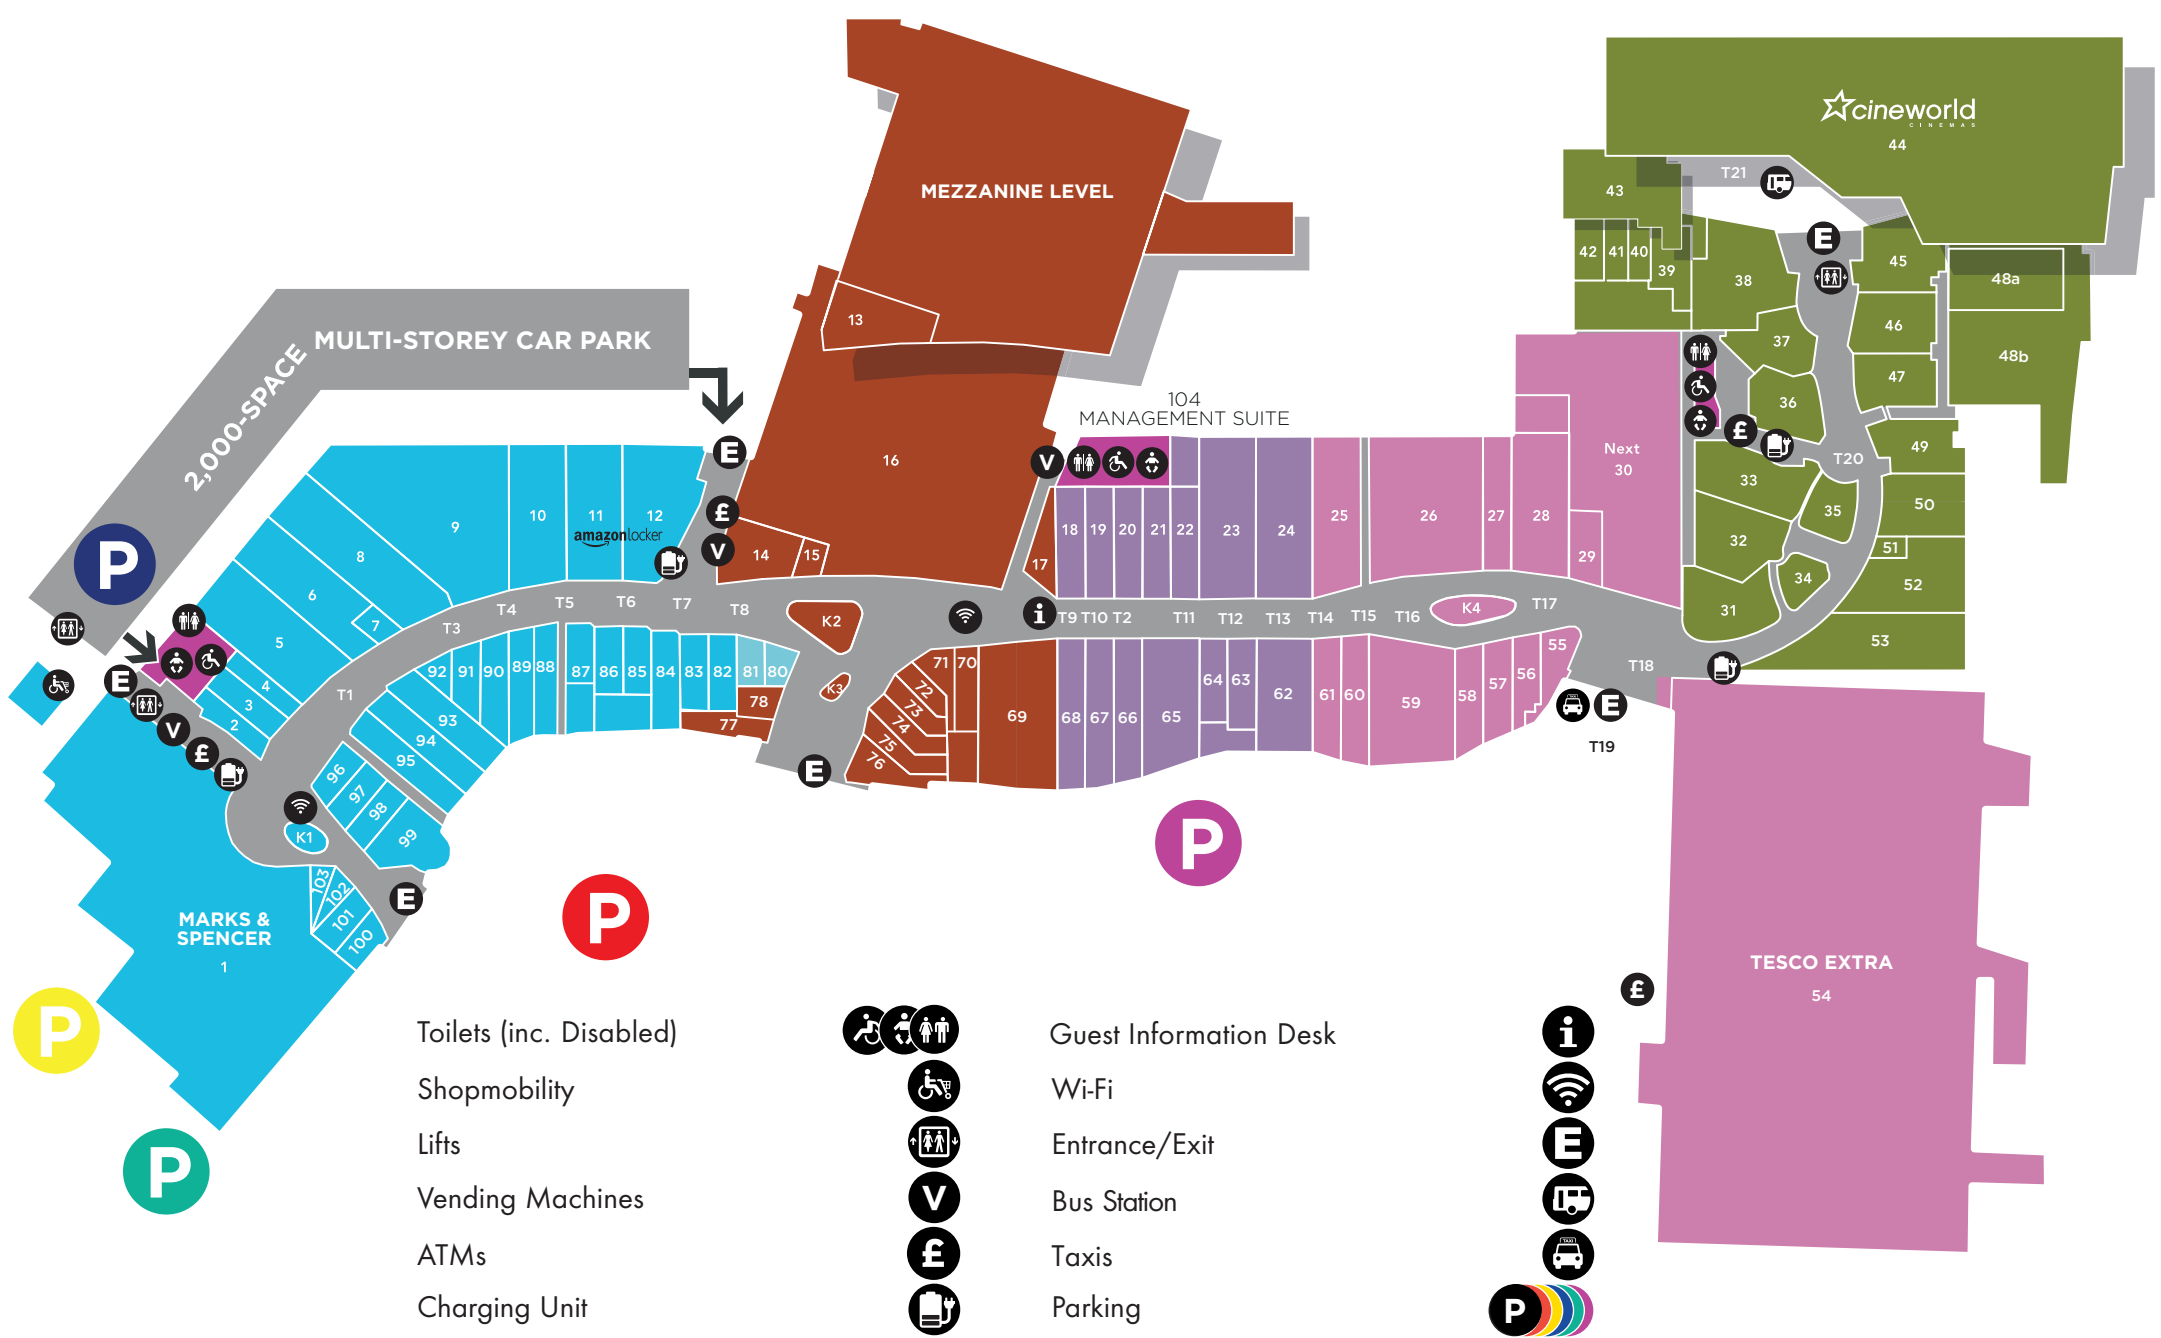 cineworld
CINEMAS
44
T21
43
MEZZANINE LEVEL
E
42 41 40
39
45
38
48a
13
46
MULTI-STOREY CAR PARK
2,000-SPACE
37
48b
47
36
104
MANAGEMENT SUITE
£
E
16
V
Next
30
49
T20
33
9
10
11
12
amazonlocker
£
V
18 19 20 21 22 23 24 25 26 27 28
29
35
50
32
51
8
14
15
17
P
34
52
6
7
31
5
T1
T3
T4
T5
T6
T7
T8
K2
i
T9 T10 T2 T11 T12 T13 T14 T15 T16
K4
T17
53
4
3
2
E
V
£
92 91 90 89 88 87 86 85 84 83 82 81 80
78
77
K3
71 70
72
73
74
75
76
69
68 67 66 65 64 63 62 61 60 59 58 57 56 55
T18
E
T19
93
94
95
96
97
98
99
K1
E
E
103
102
101
100
P
P
MARKS &
SPENCER
1
TESCO EXTRA
54
£
P
P
Toilets (inc. Disabled)
Shopmobility
Lifts
Vending Machines
V
ATMs
£
Charging Unit
Guest Information Desk
i
Wi-Fi
Entrance/Exit
E
Bus Station
Taxis
TAXI
Parking
P